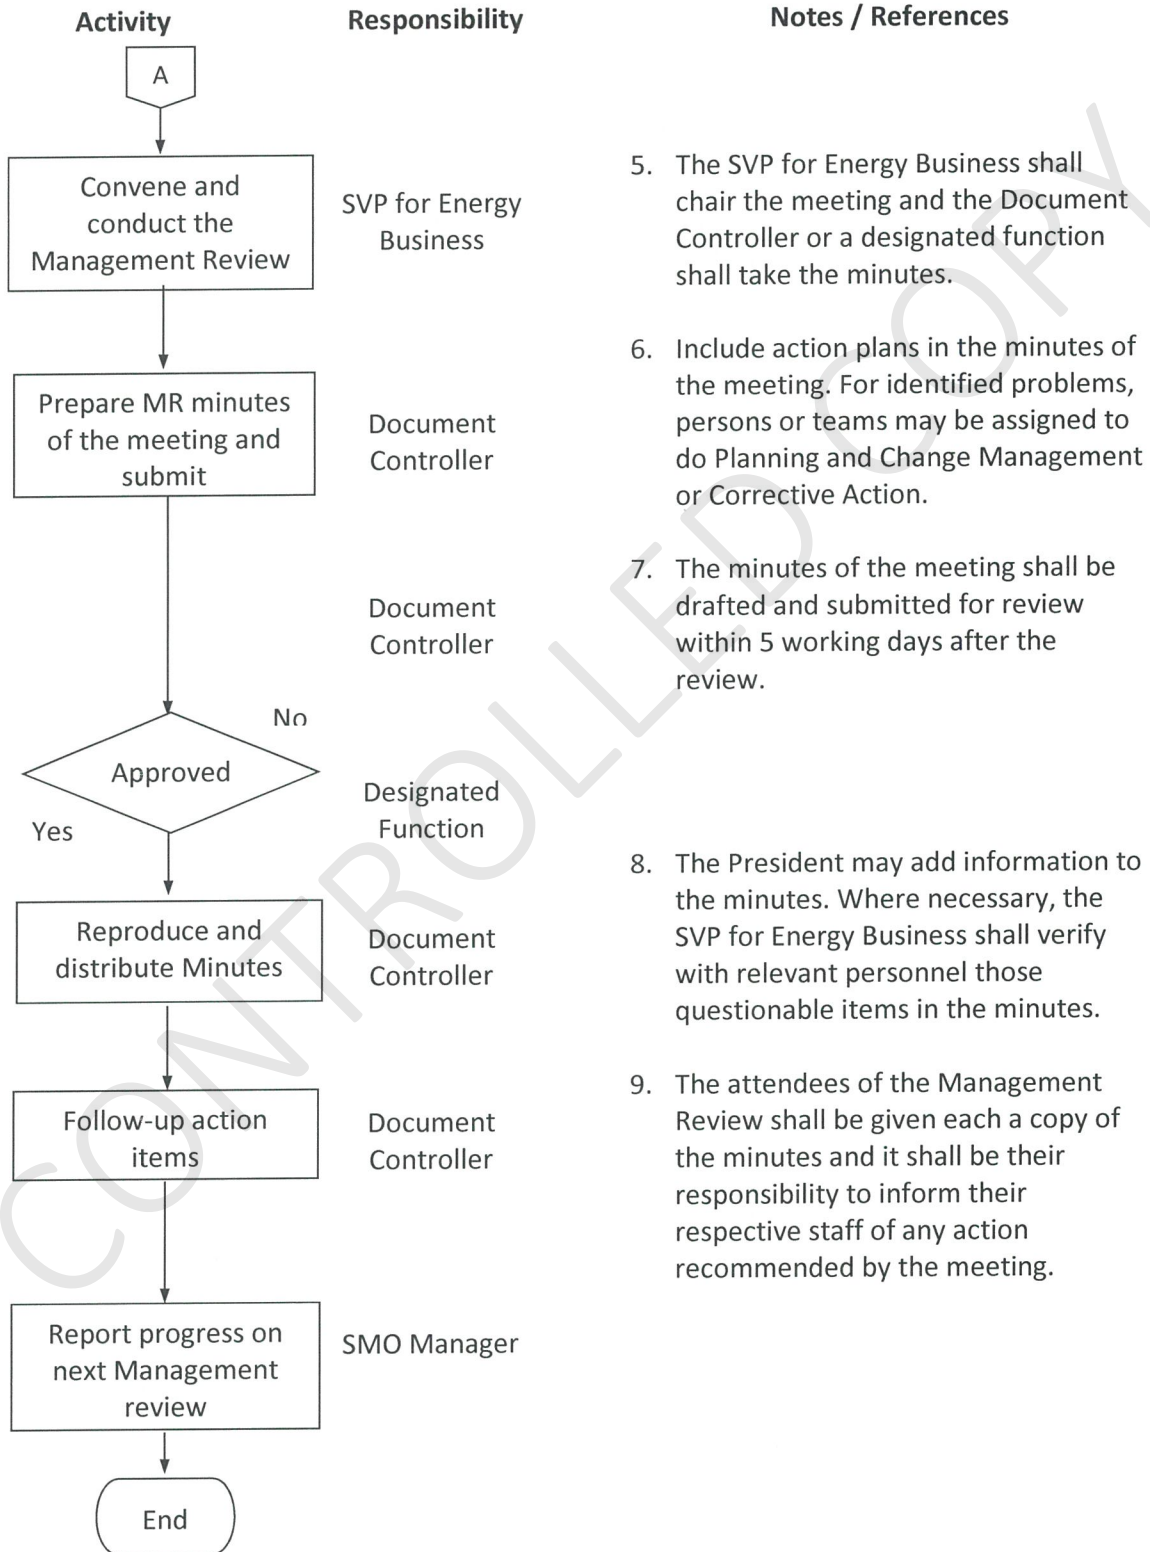 Activity
Responsibility
Notes / References
A
Convene and
conduct the
Management Review
SVP for Energy
Business
5. The SVP for Energy Business shall
chair the meeting and the Document
Controller or a designated function
shall take the minutes.
Prepare MR minutes
of the meeting and
submit
Document
Controller
6. Include action plans in the minutes of
the meeting. For identified problems,
persons or teams may be assigned to
do Planning and Change Management
or Corrective Action.
Document
Controller
7. The minutes of the meeting shall be
drafted and submitted for review
within 5 working days after the
review.
No
Approved
Yes
Designated
Function
Reproduce and
distribute Minutes
Document
Controller
8. The President may add information to
the minutes. Where necessary, the
SVP for Energy Business shall verify
with relevant personnel those
questionable items in the minutes.
Follow-up action
items
Document
Controller
9. The attendees of the Management
Review shall be given each a copy of
the minutes and it shall be their
responsibility to inform their
respective staff of any action
recommended by the meeting.
Report progress on
next Management
review
SMO Manager
End
CONTROLLED COPY